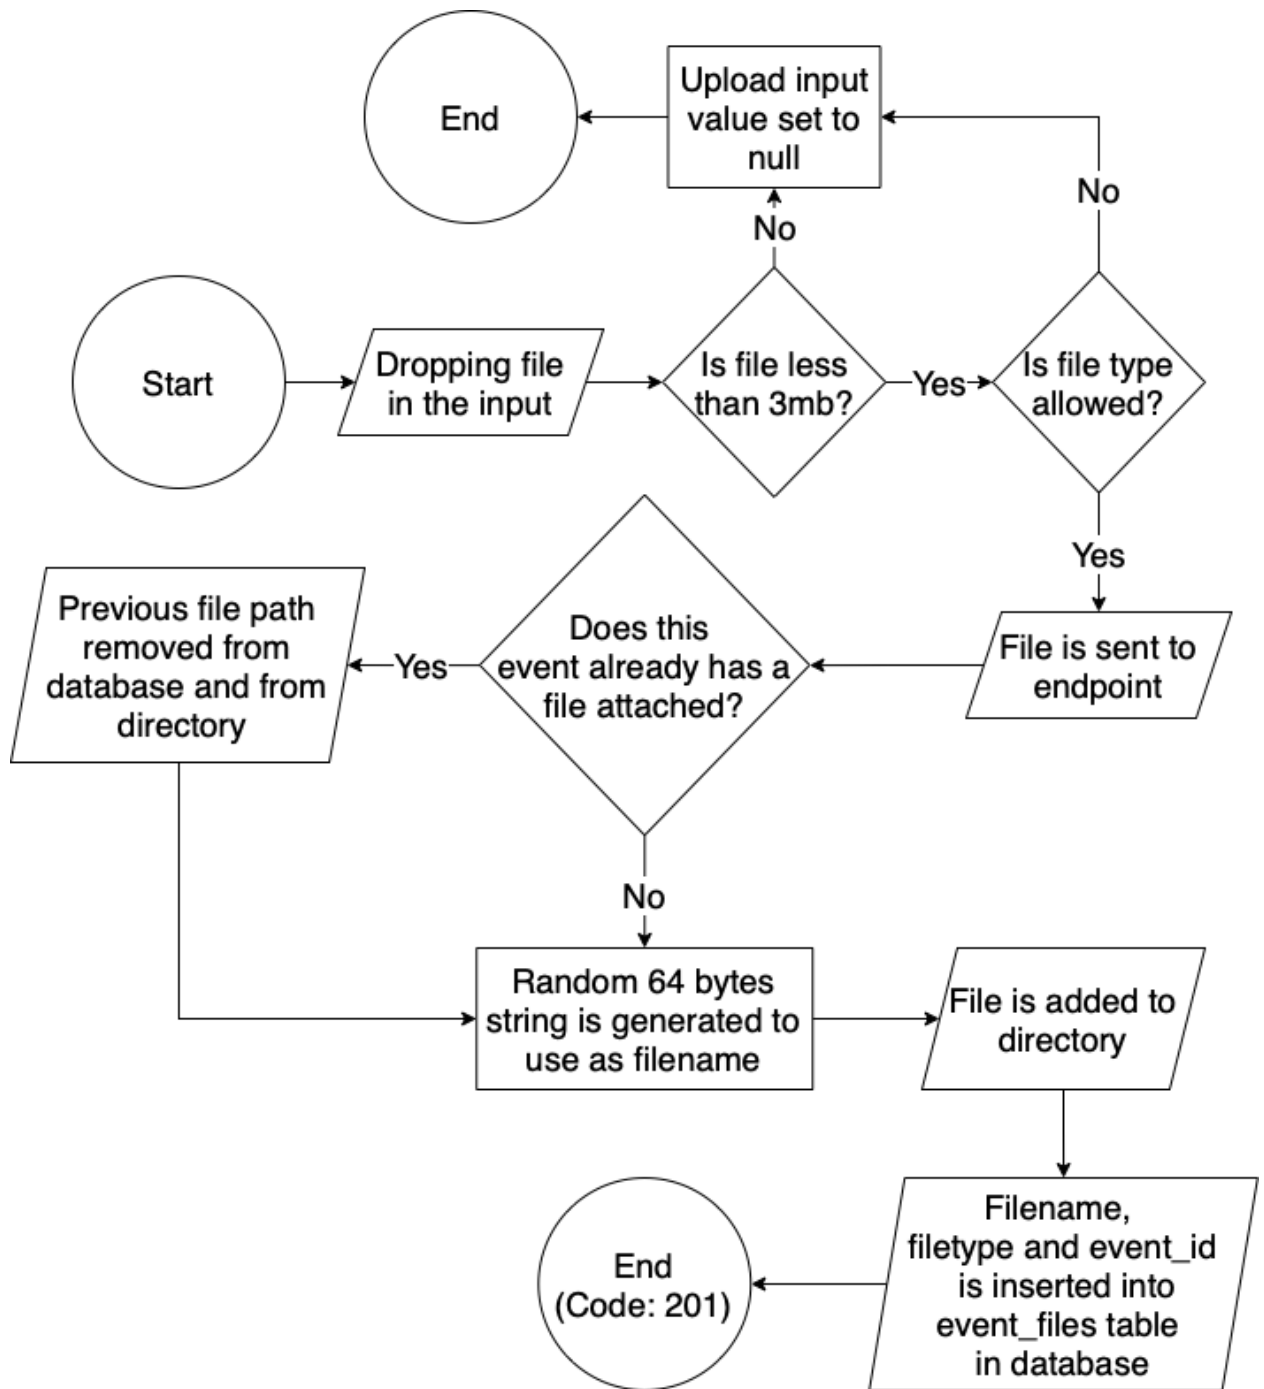 End
Upload input
value set to
null
No
No
Start
Dropping file
in the input
Is file less
than 3mb?
Yes
Is file type
allowed?
Yes
File is sent to
endpoint
Does this
event already has a
file attached?
Yes
Previous file path
removed from
database and from
directory
No
Random 64 bytes
string is generated to
use as filename
File is added to
directory
Filename,
filetype and event_id
is inserted into
event_files table
in database
End
(Code: 201)